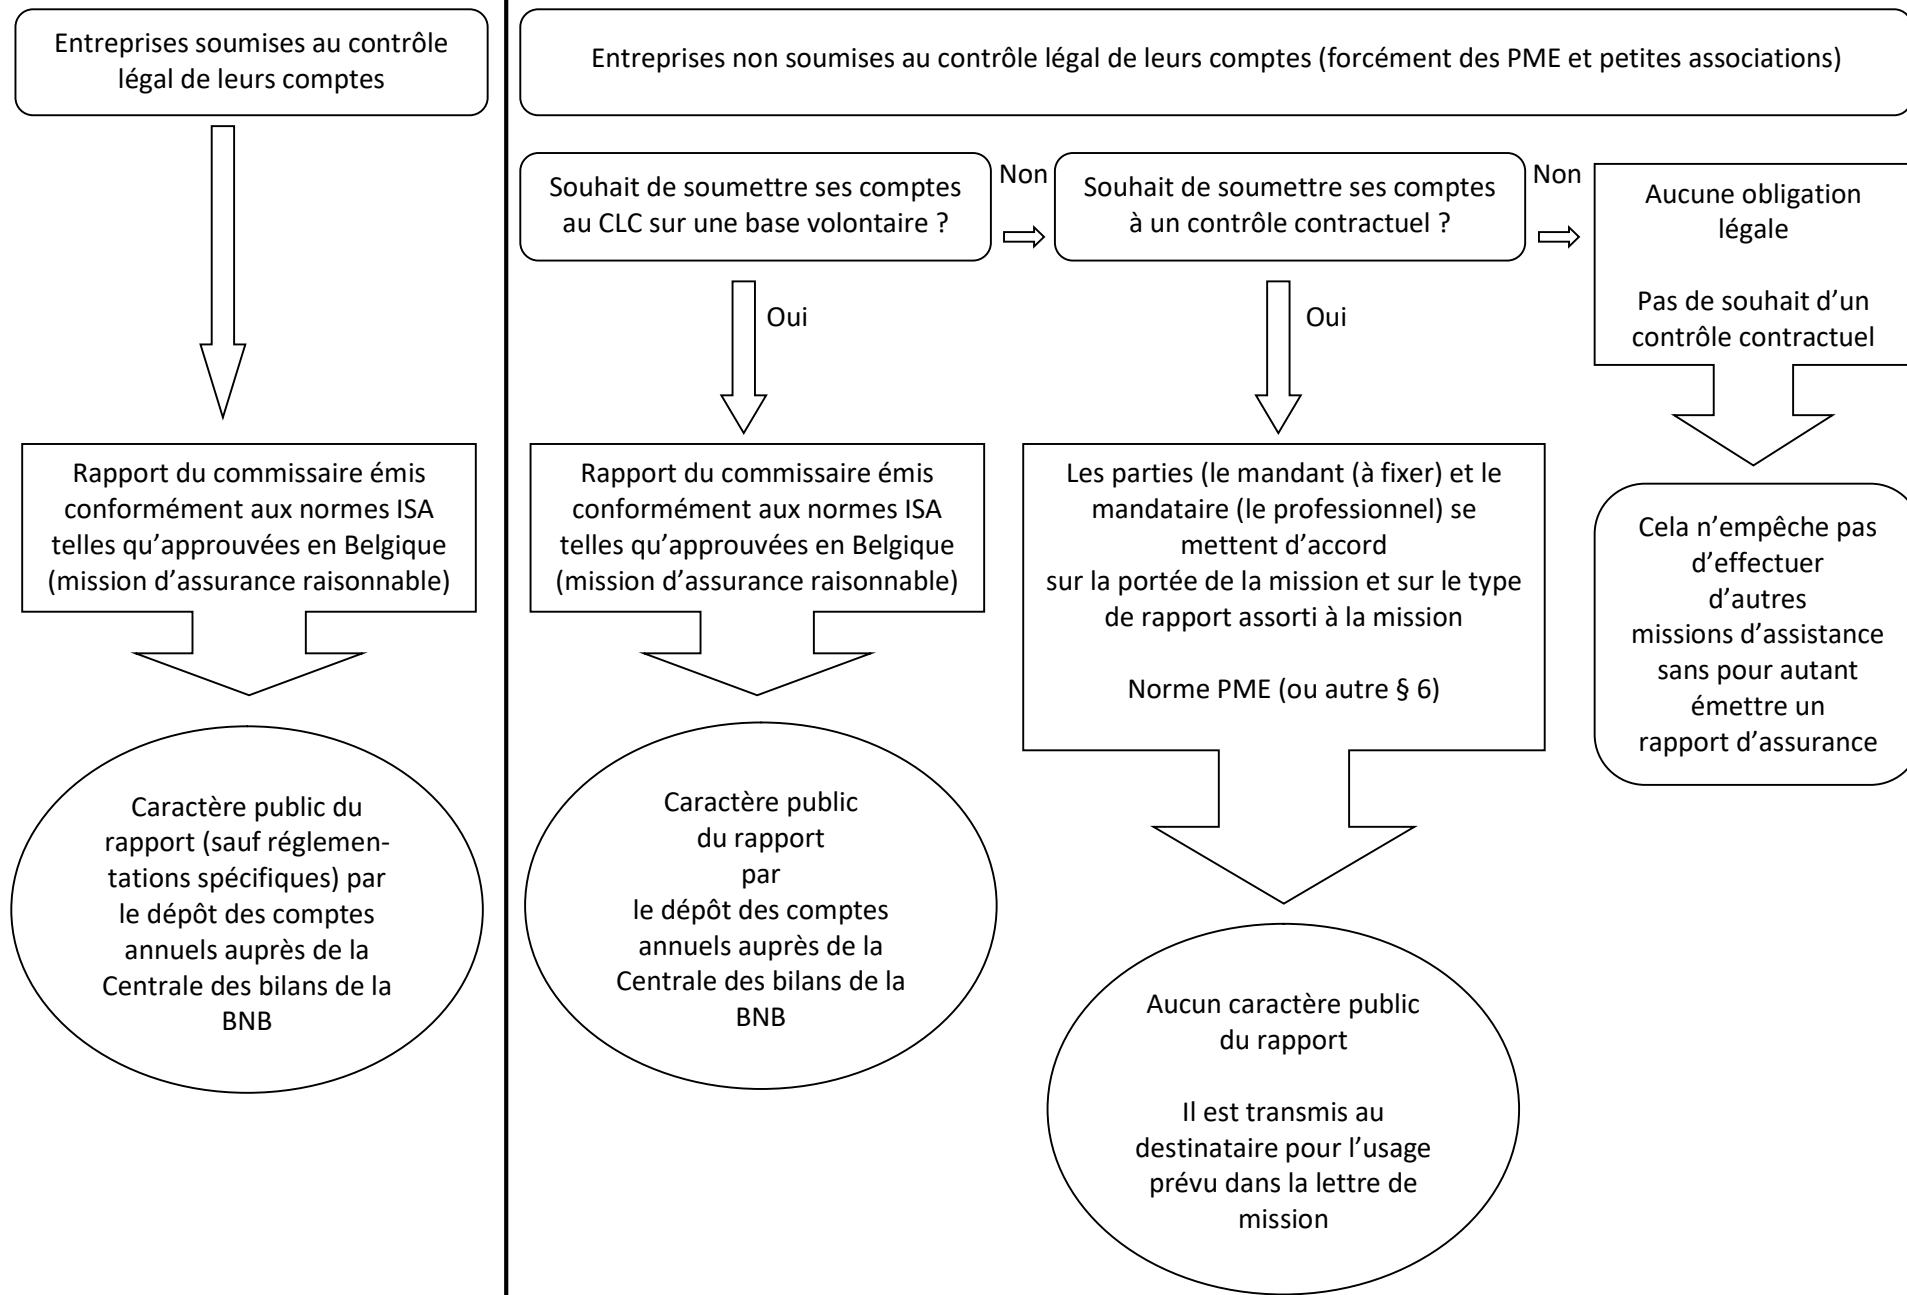 Entreprises soumises au contrôle
légal de leurs comptes
Entreprises non soumises au contrôle légal de leurs comptes (forcément des PME et petites associations)
Souhait de soumettre ses comptes
au CLC sur une base volontaire ?
Non
Souhait de soumettre ses comptes
à un contrôle contractuel ?
Non
Aucune obligation
légale
Pas de souhait d’un
contrôle contractuel
Oui
Oui
Rapport du commissaire émis
conformément aux normes ISA
telles qu’approuvées en Belgique
(mission d’assurance raisonnable)
Rapport du commissaire émis
conformément aux normes ISA
telles qu’approuvées en Belgique
(mission d’assurance raisonnable)
Les parties (le mandant (à fixer) et le
mandataire (le professionnel) se
mettent d’accord
sur la portée de la mission et sur le type
de rapport assorti à la mission
Norme PME (ou autre § 6)
Cela n’empêche pas
d’effectuer
d’autres
missions d’assistance
sans pour autant
émettre un
rapport d’assurance
Caractère public du
rapport (sauf réglemen-
tations spécifiques) par
le dépôt des comptes
annuels auprès de la
Centrale des bilans de la
BNB
Caractère public
du rapport
par
le dépôt des comptes
annuels auprès de la
Centrale des bilans de la
BNB
Aucun caractère public
du rapport
Il est transmis au
destinataire pour l’usage
prévu dans la lettre de
mission